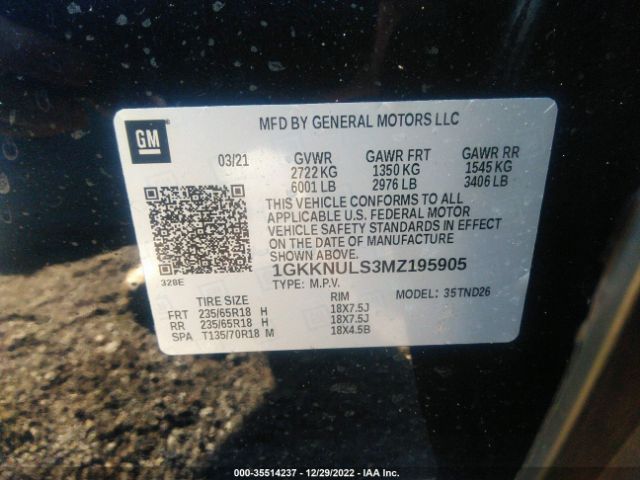 GM
MFD BY GENERAL MOTORS LLC
03/21 GVWR GAWR FRT GAWR RR
2722 KG 1350 KG 1545 KG
6001 LB 2976 LB 3406 LB
THIS VEHICLE CONFORMS TO ALL
APPLICABLE U.S. FEDERAL MOTOR
VEHICLE SAFETY STANDARDS IN EFFECT
ON THE DATE OF MANUFACTURE
SHOWN ABOVE.
328E
1GKKNULS3MZ195905
TYPE: M.P.V. MODEL: 35TND26
TIRE SIZE RIM
FRT 235/65R18 H 18X7.5J
RR 235/65R18 H 18X7.5J
SPA T135/70R18 M 18X4.5B
00-35514237 - 12/29/2022 - IAA Inc.